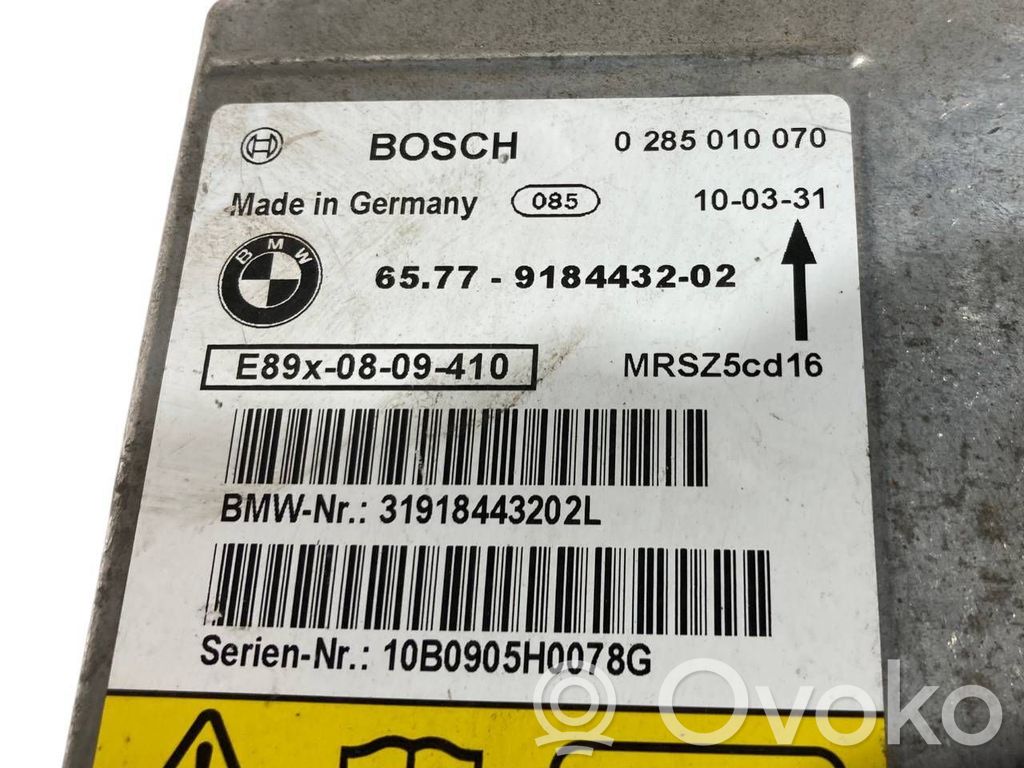 BOSCH 0 285 010 070
Made in Germany 085 10-03-31
BMW
65.77 - 9184432-02
E89x-08-09-410 MRSZ5cd16
BMW-Nr.: 31918443202L
Serien-Nr.: 10B0905H0078G
Ovoko